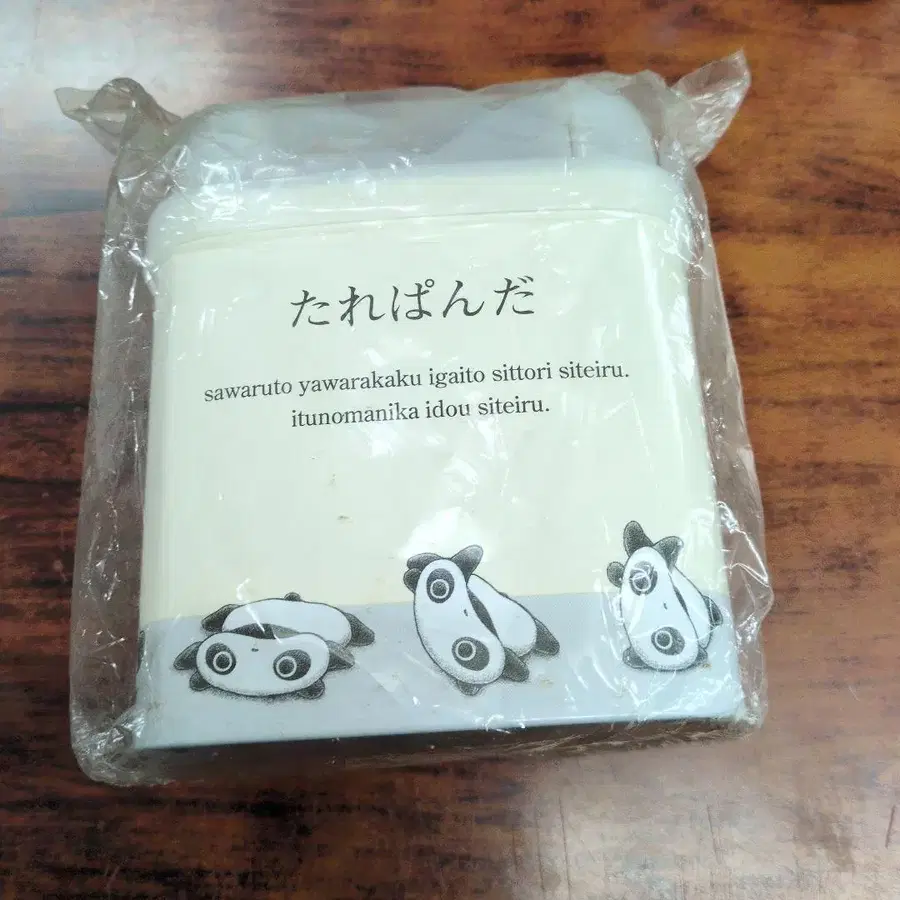 たれぱんだ
sawaruto yawarakaku igaito sittori siteiru.
itunomanika idou siteiru.